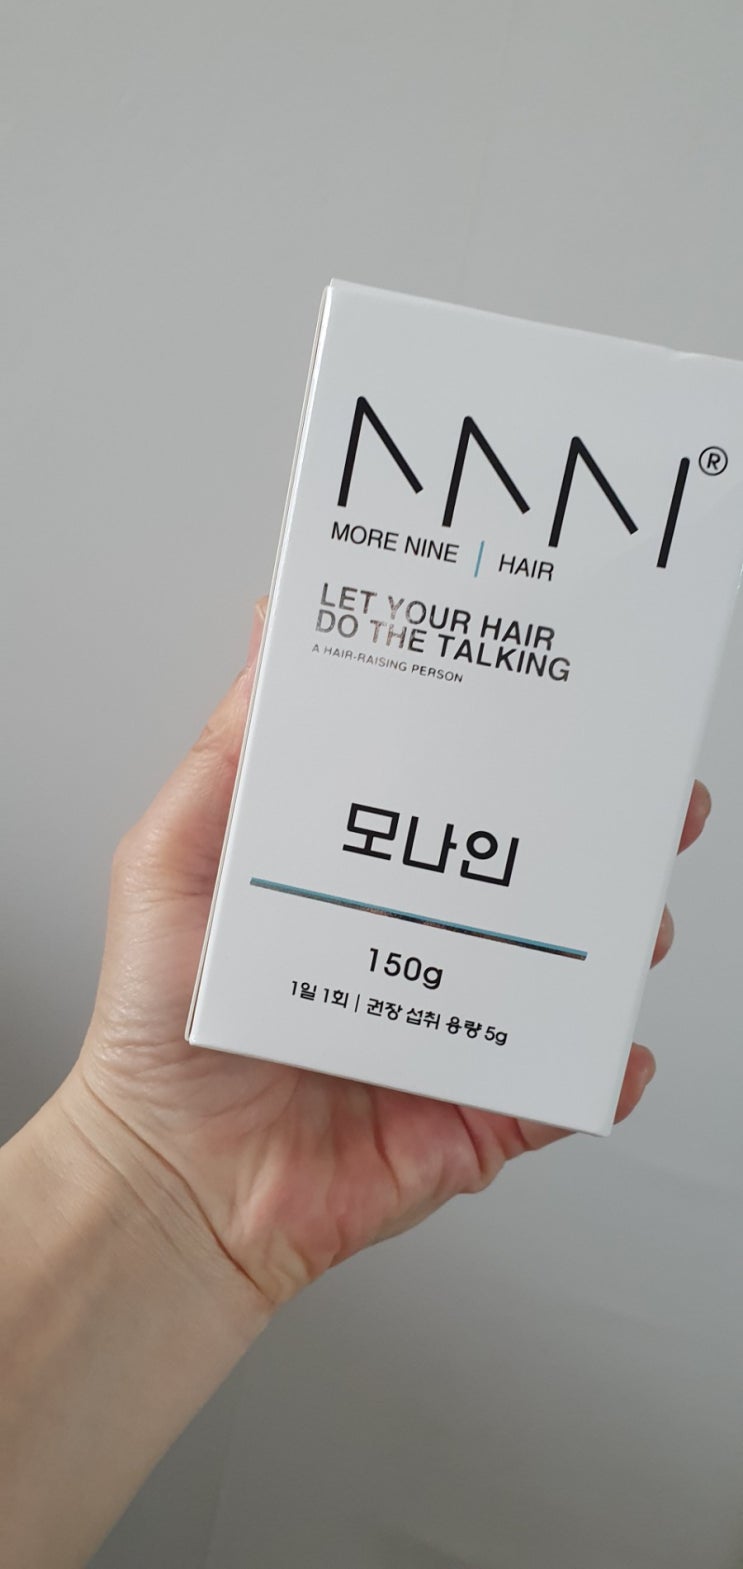 MN®
MORE NINE | HAIR
LET YOUR HAIR
DO THE TALKING
A HAIR-RAISING PERSON
모나인
150g
1일 1회 | 권장 섭취 용량 5g